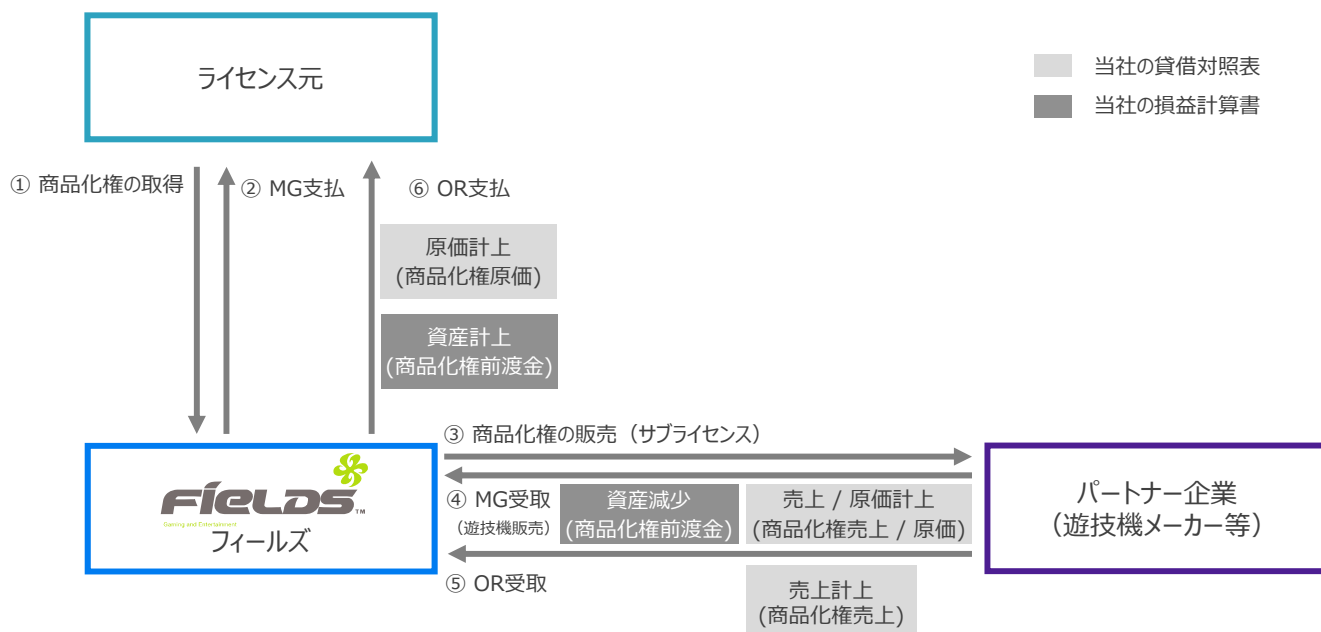 ライセンス元
当社の貸借対照表
当社の損益計算書
① 商品化権の取得
② MG支払
⑥ OR支払
原価計上
(商品化権原価)
資産計上
(商品化権前渡金)
③ 商品化権の販売（サブライセンス）
FIELDS™
Gaming and Entertainment
フィールズ
④ MG受取
（遊技機販売）
資産減少
(商品化権前渡金)
売上 / 原価計上
(商品化権売上 / 原価)
パートナー企業
（遊技機メーカー等）
⑤ OR受取
売上計上
(商品化権売上)